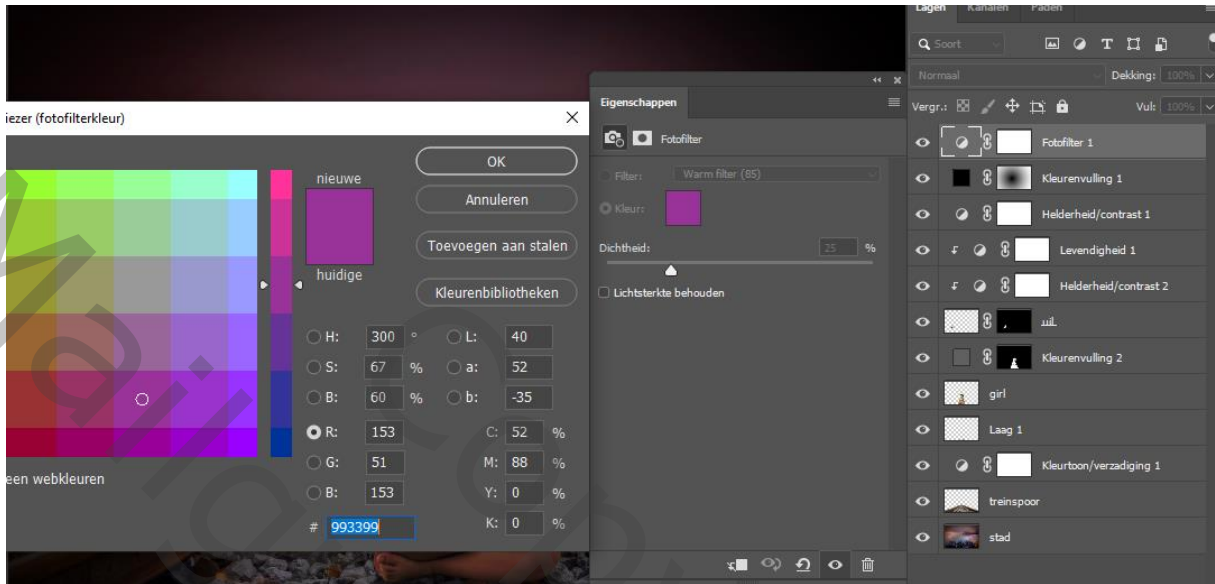 Lagen Kanalen Paden
Soort
Normaal Dekking: 100%
Vergr.: Vul: 100%
Fotofilter 1
Kleurenvulling 1
Helderheid/contrast 1
Levendigheid 1
Helderheid/contrast 2
uil
Kleurenvulling 2
girl
Laag 1
Kleurtoon/verzadiging 1
treinspoor
stad
Eigenschappen
Fotofilter
Filter: Warm filter (85)
Kleur:
Dichtheid: 25 %
Lichtsterkte behouden
iezer (fotofilterkleur)
nieuwe
huidige
OK
Annuleren
Toevoegen aan stalen
Kleurenbibliotheken
H: 300 ° L: 40
S: 67 % a: 52
B: 60 % b: -35
R: 153 C: 52 %
G: 51 M: 88 %
B: 153 Y: 0 %
# 993399 K: 0 %
een webkleuren